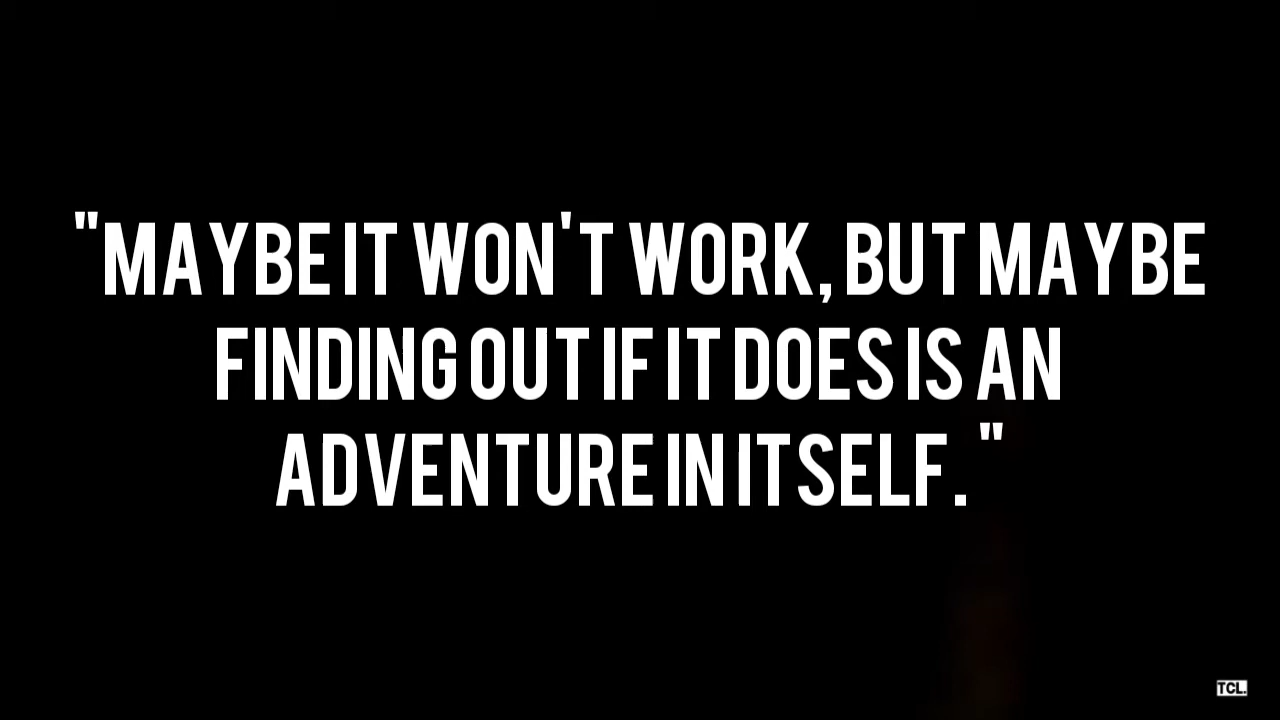 "MAYBE IT WON'T WORK, BUT MAYBE
FINDING OUT IF IT DOES IS AN
ADVENTURE IN ITSELF."
TCL.